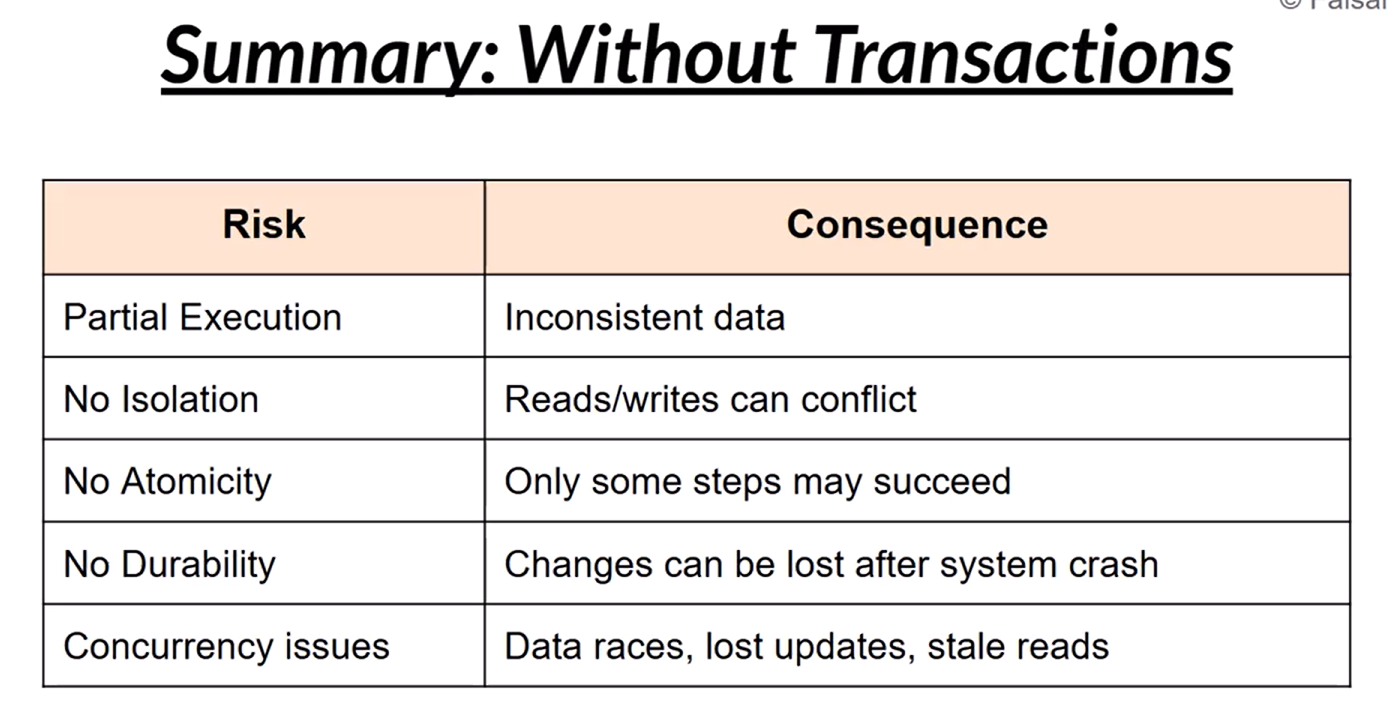 © Faisal
Summary: Without Transactions
Risk Consequence
Partial Execution Inconsistent data
No Isolation Reads/writes can conflict
No Atomicity Only some steps may succeed
No Durability Changes can be lost after system crash
Concurrency issues Data races, lost updates, stale reads